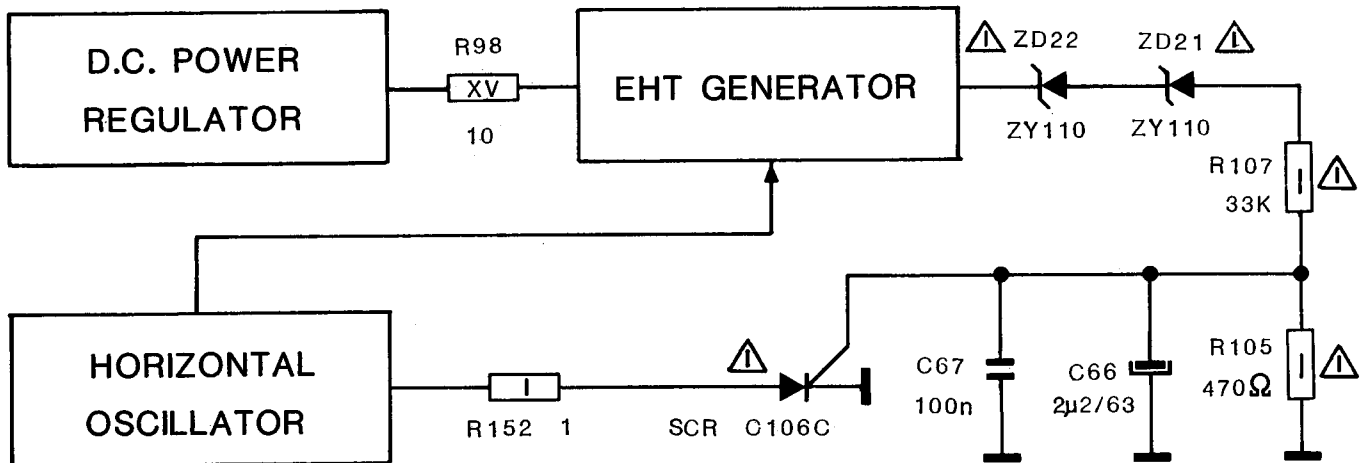 D.C. POWER
REGULATOR
R98
XV
10
EHT GENERATOR
ZD22
ZY110
ZD21
ZY110
R107
33K
HORIZONTAL
OSCILLATOR
R152 1
SCR C106C
C67
100n
C66
2µ2/63
R105
470Ω